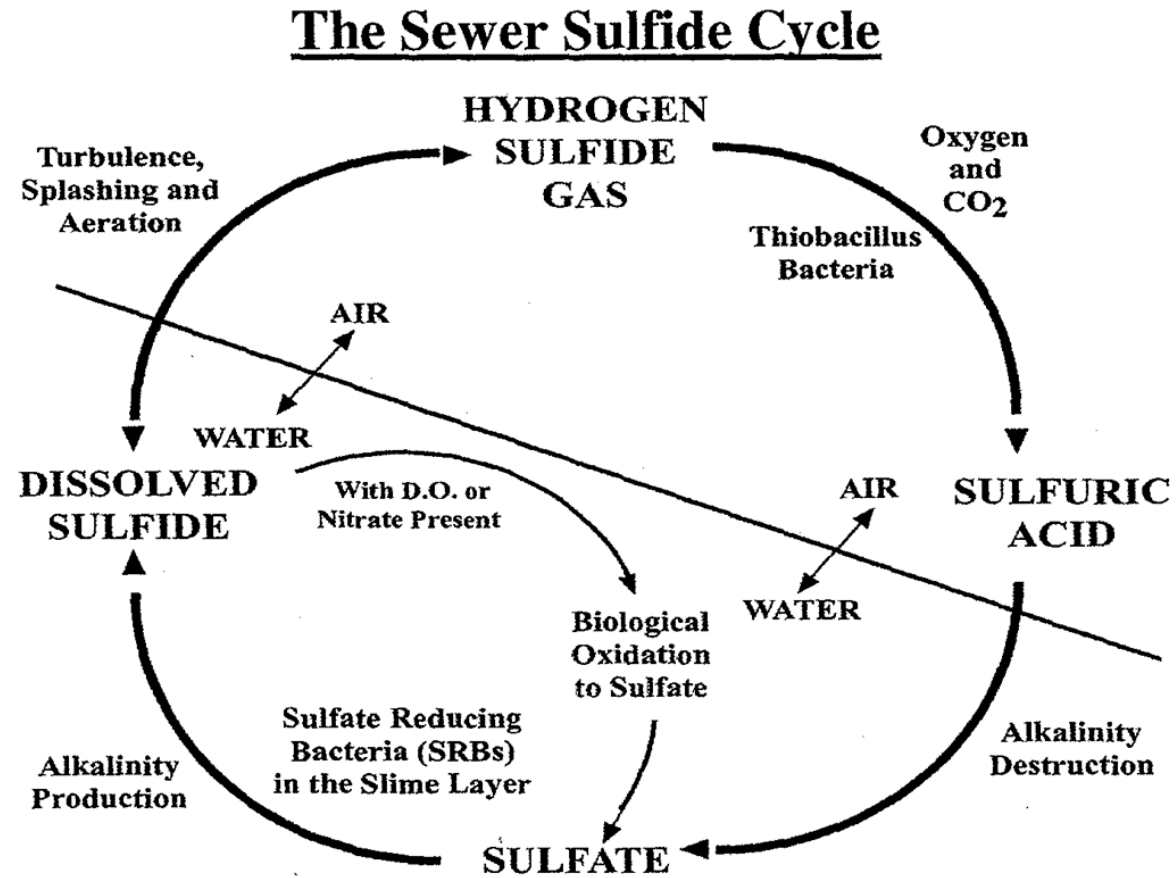 The Sewer Sulfide Cycle
HYDROGEN
SULFIDE
GAS
Turbulence,
Splashing and
Aeration
Oxygen
and
CO2
Thiobacillus
Bacteria
AIR
WATER
DISSOLVED
SULFIDE
With D.O. or
Nitrate Present
AIR
WATER
SULFURIC
ACID
Biological
Oxidation
to Sulfate
Sulfate Reducing
Bacteria (SRBs)
in the Slime Layer
Alkalinity
Production
Alkalinity
Destruction
SULFATE